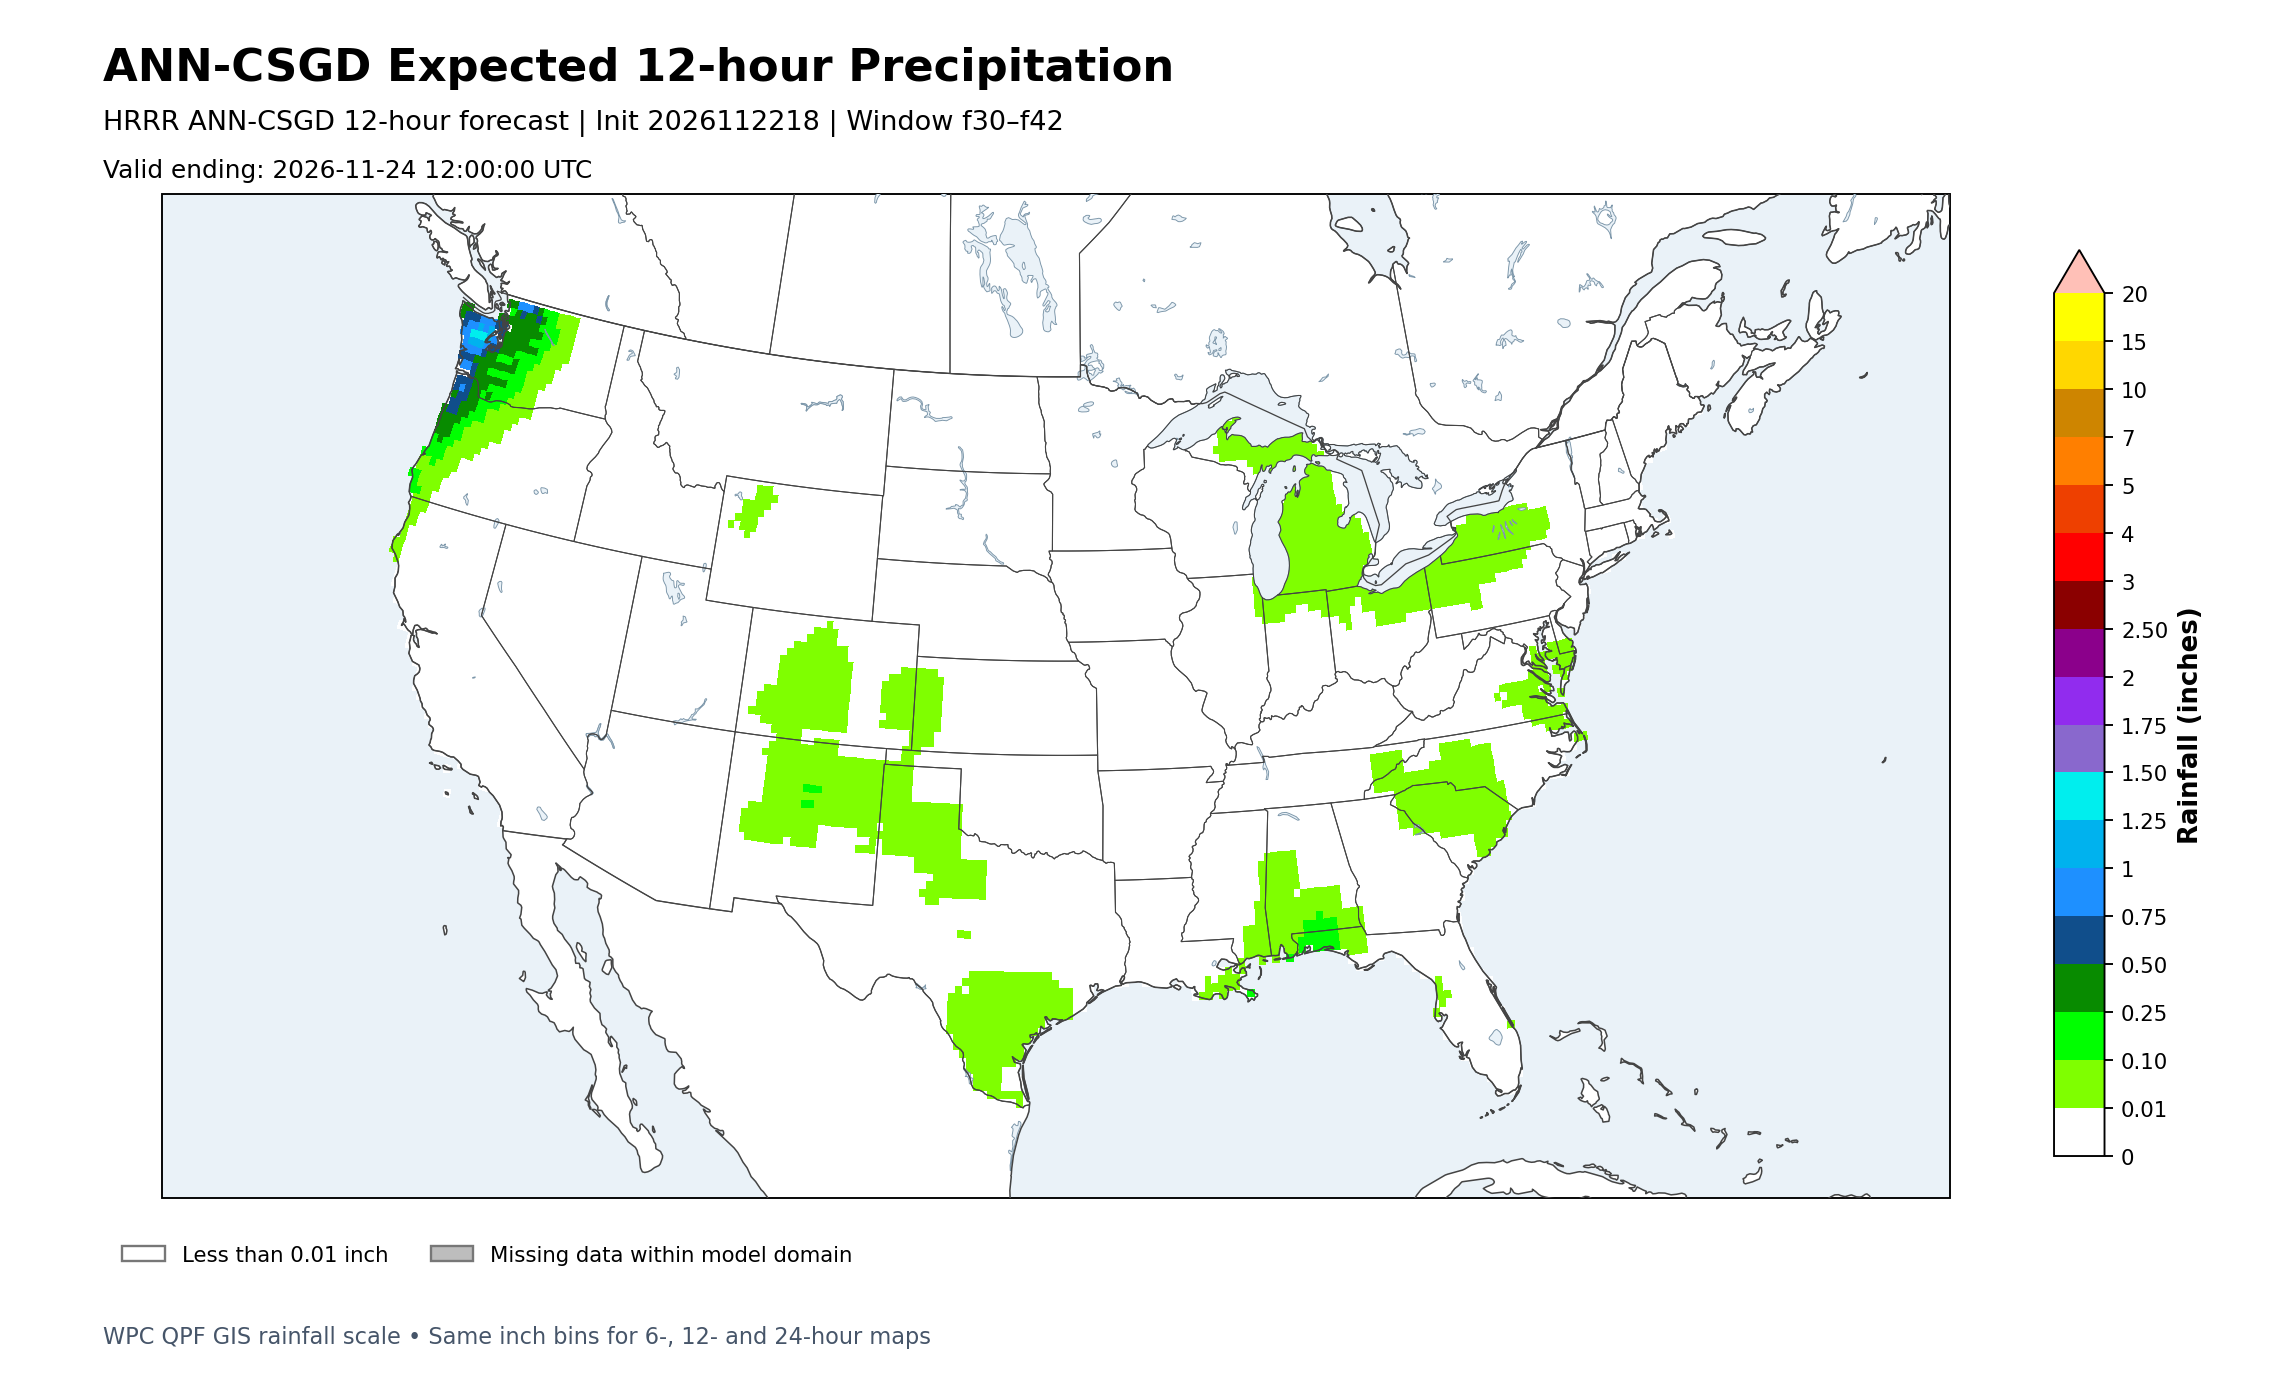 ANN-CSGD Expected 12-hour Precipitation
HRRR ANN-CSGD 12-hour forecast | Init 2026112218 | Window f30–f42
Valid ending: 2026-11-24 12:00:00 UTC
20
15
10
7
5
4
3
2.50
2
1.75
1.50
1.25
1
0.75
0.50
0.25
0.10
0.01
0
Rainfall (inches)
Less than 0.01 inch
Missing data within model domain
WPC QPF GIS rainfall scale • Same inch bins for 6-, 12- and 24-hour maps